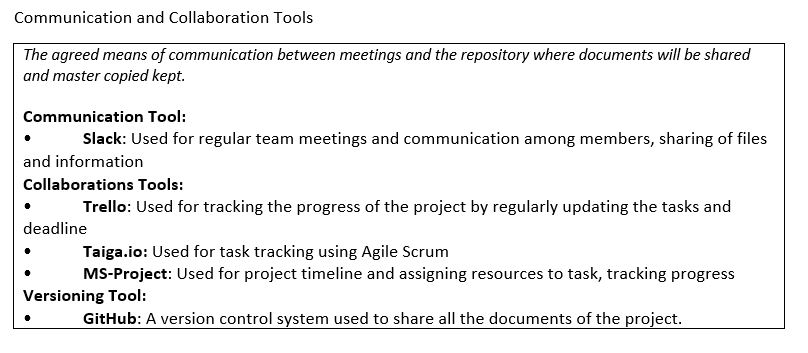 Communication and Collaboration Tools
The agreed means of communication between meetings and the repository where documents will be shared
and master copied kept.
Communication Tool:
• Slack: Used for regular team meetings and communication among members, sharing of files
and information
Collaborations Tools:
• Trello: Used for tracking the progress of the project by regularly updating the tasks and
deadline
• Taiga.io: Used for task tracking using Agile Scrum
• MS-Project: Used for project timeline and assigning resources to task, tracking progress
Versioning Tool:
• GitHub: A version control system used to share all the documents of the project.